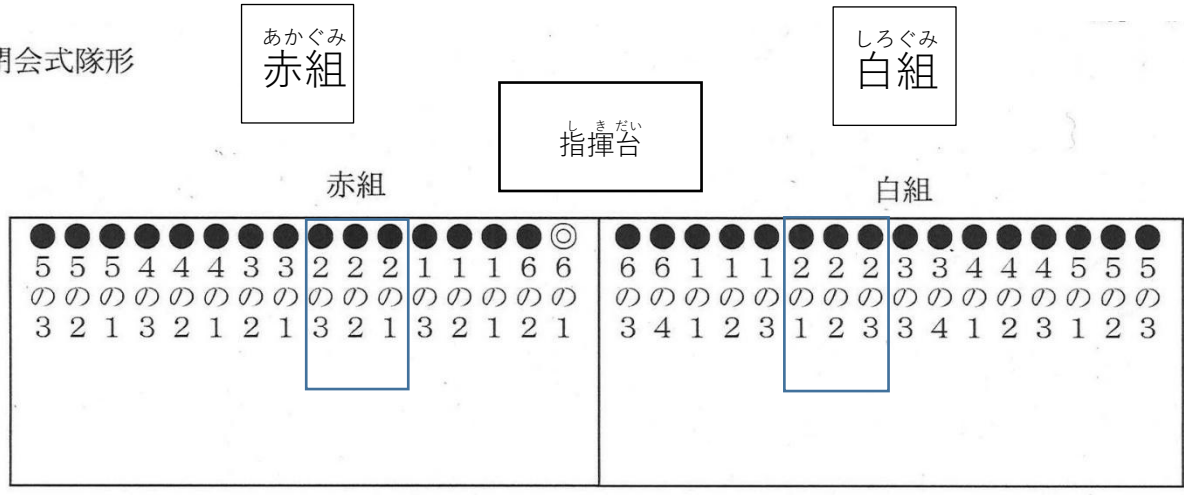 会式隊形
あかぐみ
赤組
しろぐみ
白組
しきだい
指揮台
赤組
白組
●●●●●●●●●●●●●●●◎
5の3
5の2
5の1
4の3
4の2
4の1
3の2
3の1
2の3
2の2
2の1
1の3
1の2
1の1
6の2
6の1
●●●●●●●●●●●●●●●●
6の3
6の4
1の1
1の2
1の3
2の1
2の2
2の3
3の3
3の4
4の1
4の2
4の3
5の1
5の2
5の3